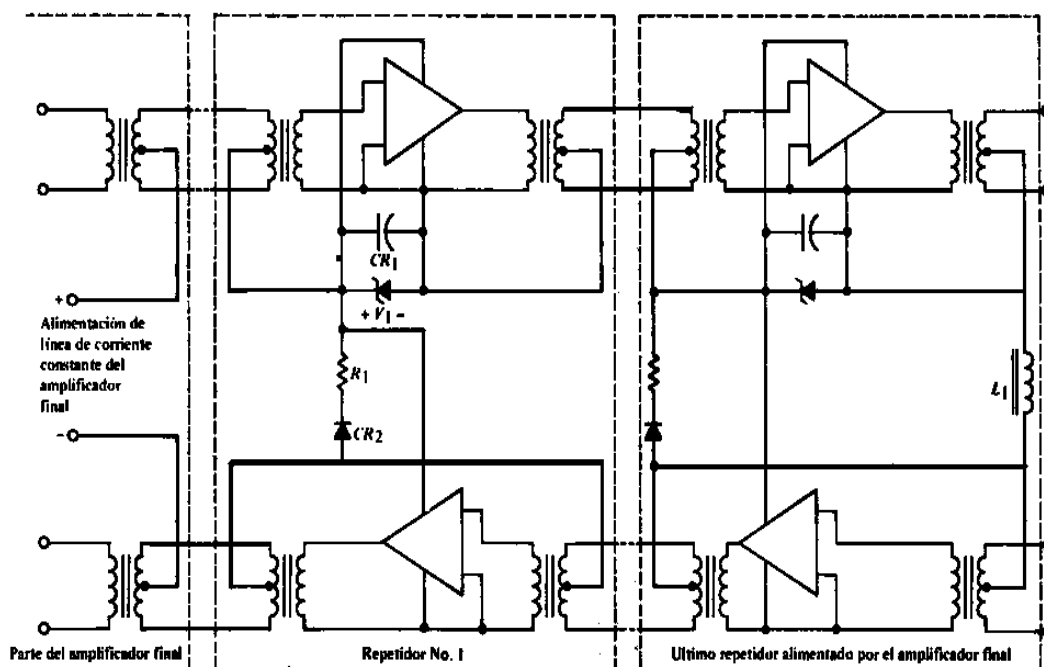 CR1
+ V1 -
+
Alimentación de
línea de corriente
constante del
amplificador
final
-
R1
CR2
L1
Parte del amplificador final
Repetidor No. 1
Ultimo repetidor alimentado por el amplificador final